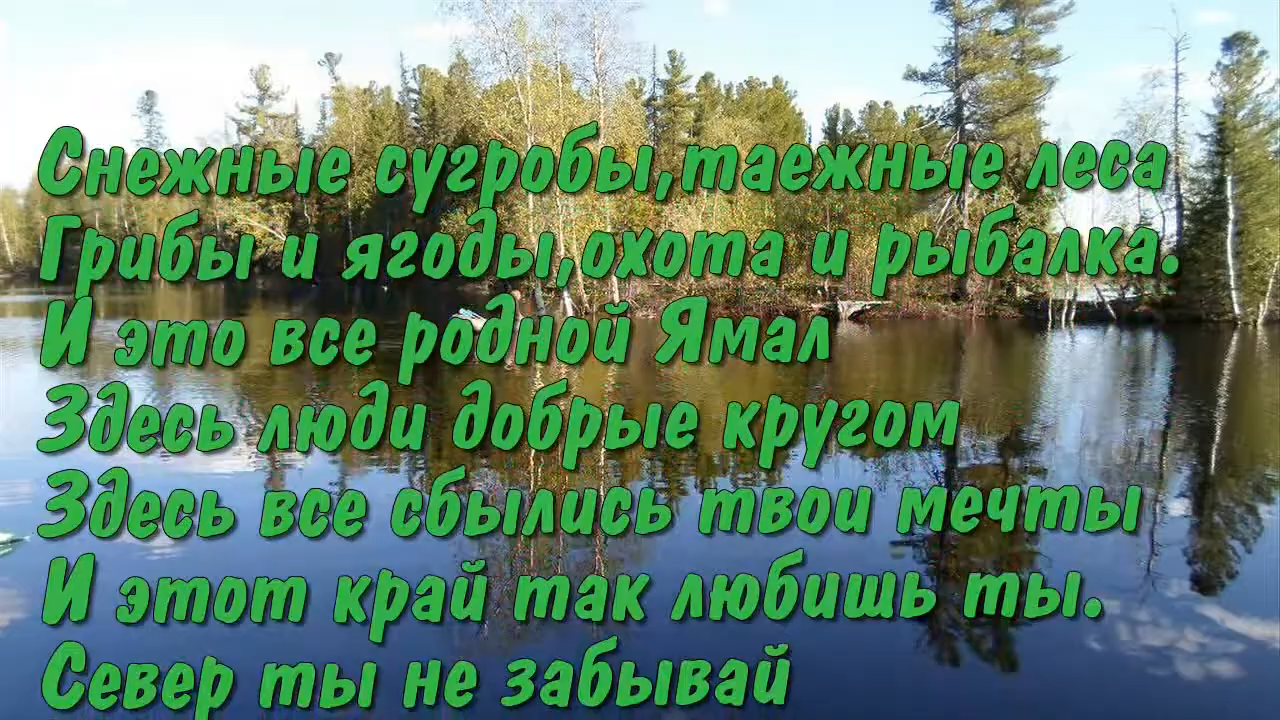 Снежные сугробы,таежные леса
Грибы и ягоды,охота и рыбалка.
И это все родной Ямал
Здесь люди добрые кругом
Здесь все сбылись твои мечты
И этот край так любишь ты.
Север ты не забывай